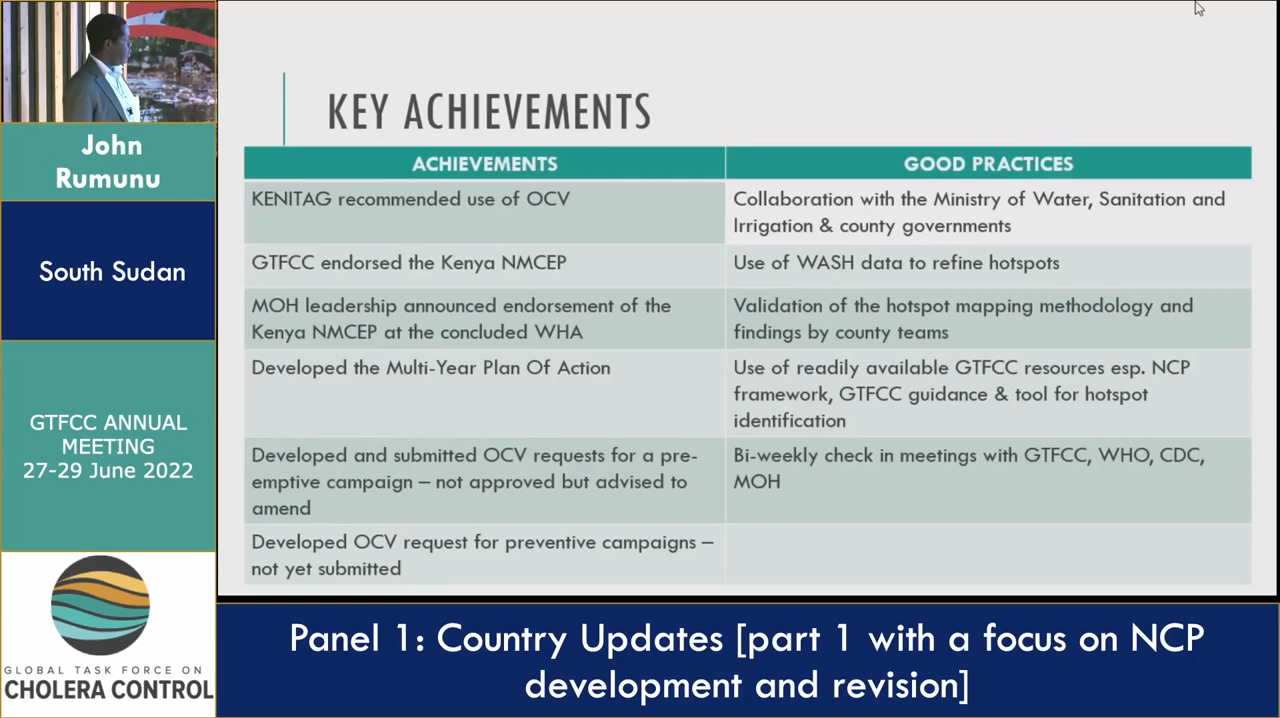 John
Rumunu
South Sudan
GTFCC ANNUAL
MEETING
27-29 June 2022
GLOBAL TASK FORCE ON
CHOLERA CONTROL
KEY ACHIEVEMENTS
ACHIEVEMENTS
GOOD PRACTICES
KENITAG recommended use of OCV
Collaboration with the Ministry of Water, Sanitation and
Irrigation & county governments
GTFCC endorsed the Kenya NMCEP
Use of WASH data to refine hotspots
MOH leadership announced endorsement of the
Kenya NMCEP at the concluded WHA
Validation of the hotspot mapping methodology and
findings by county teams
Developed the Multi-Year Plan Of Action
Use of readily available GTFCC resources esp. NCP
framework, GTFCC guidance & tool for hotspot
identification
Developed and submitted OCV requests for a pre-
emptive campaign – not approved but advised to
amend
Bi-weekly check in meetings with GTFCC, WHO, CDC,
MOH
Developed OCV request for preventive campaigns –
not yet submitted
Panel 1: Country Updates [part 1 with a focus on NCP
development and revision]